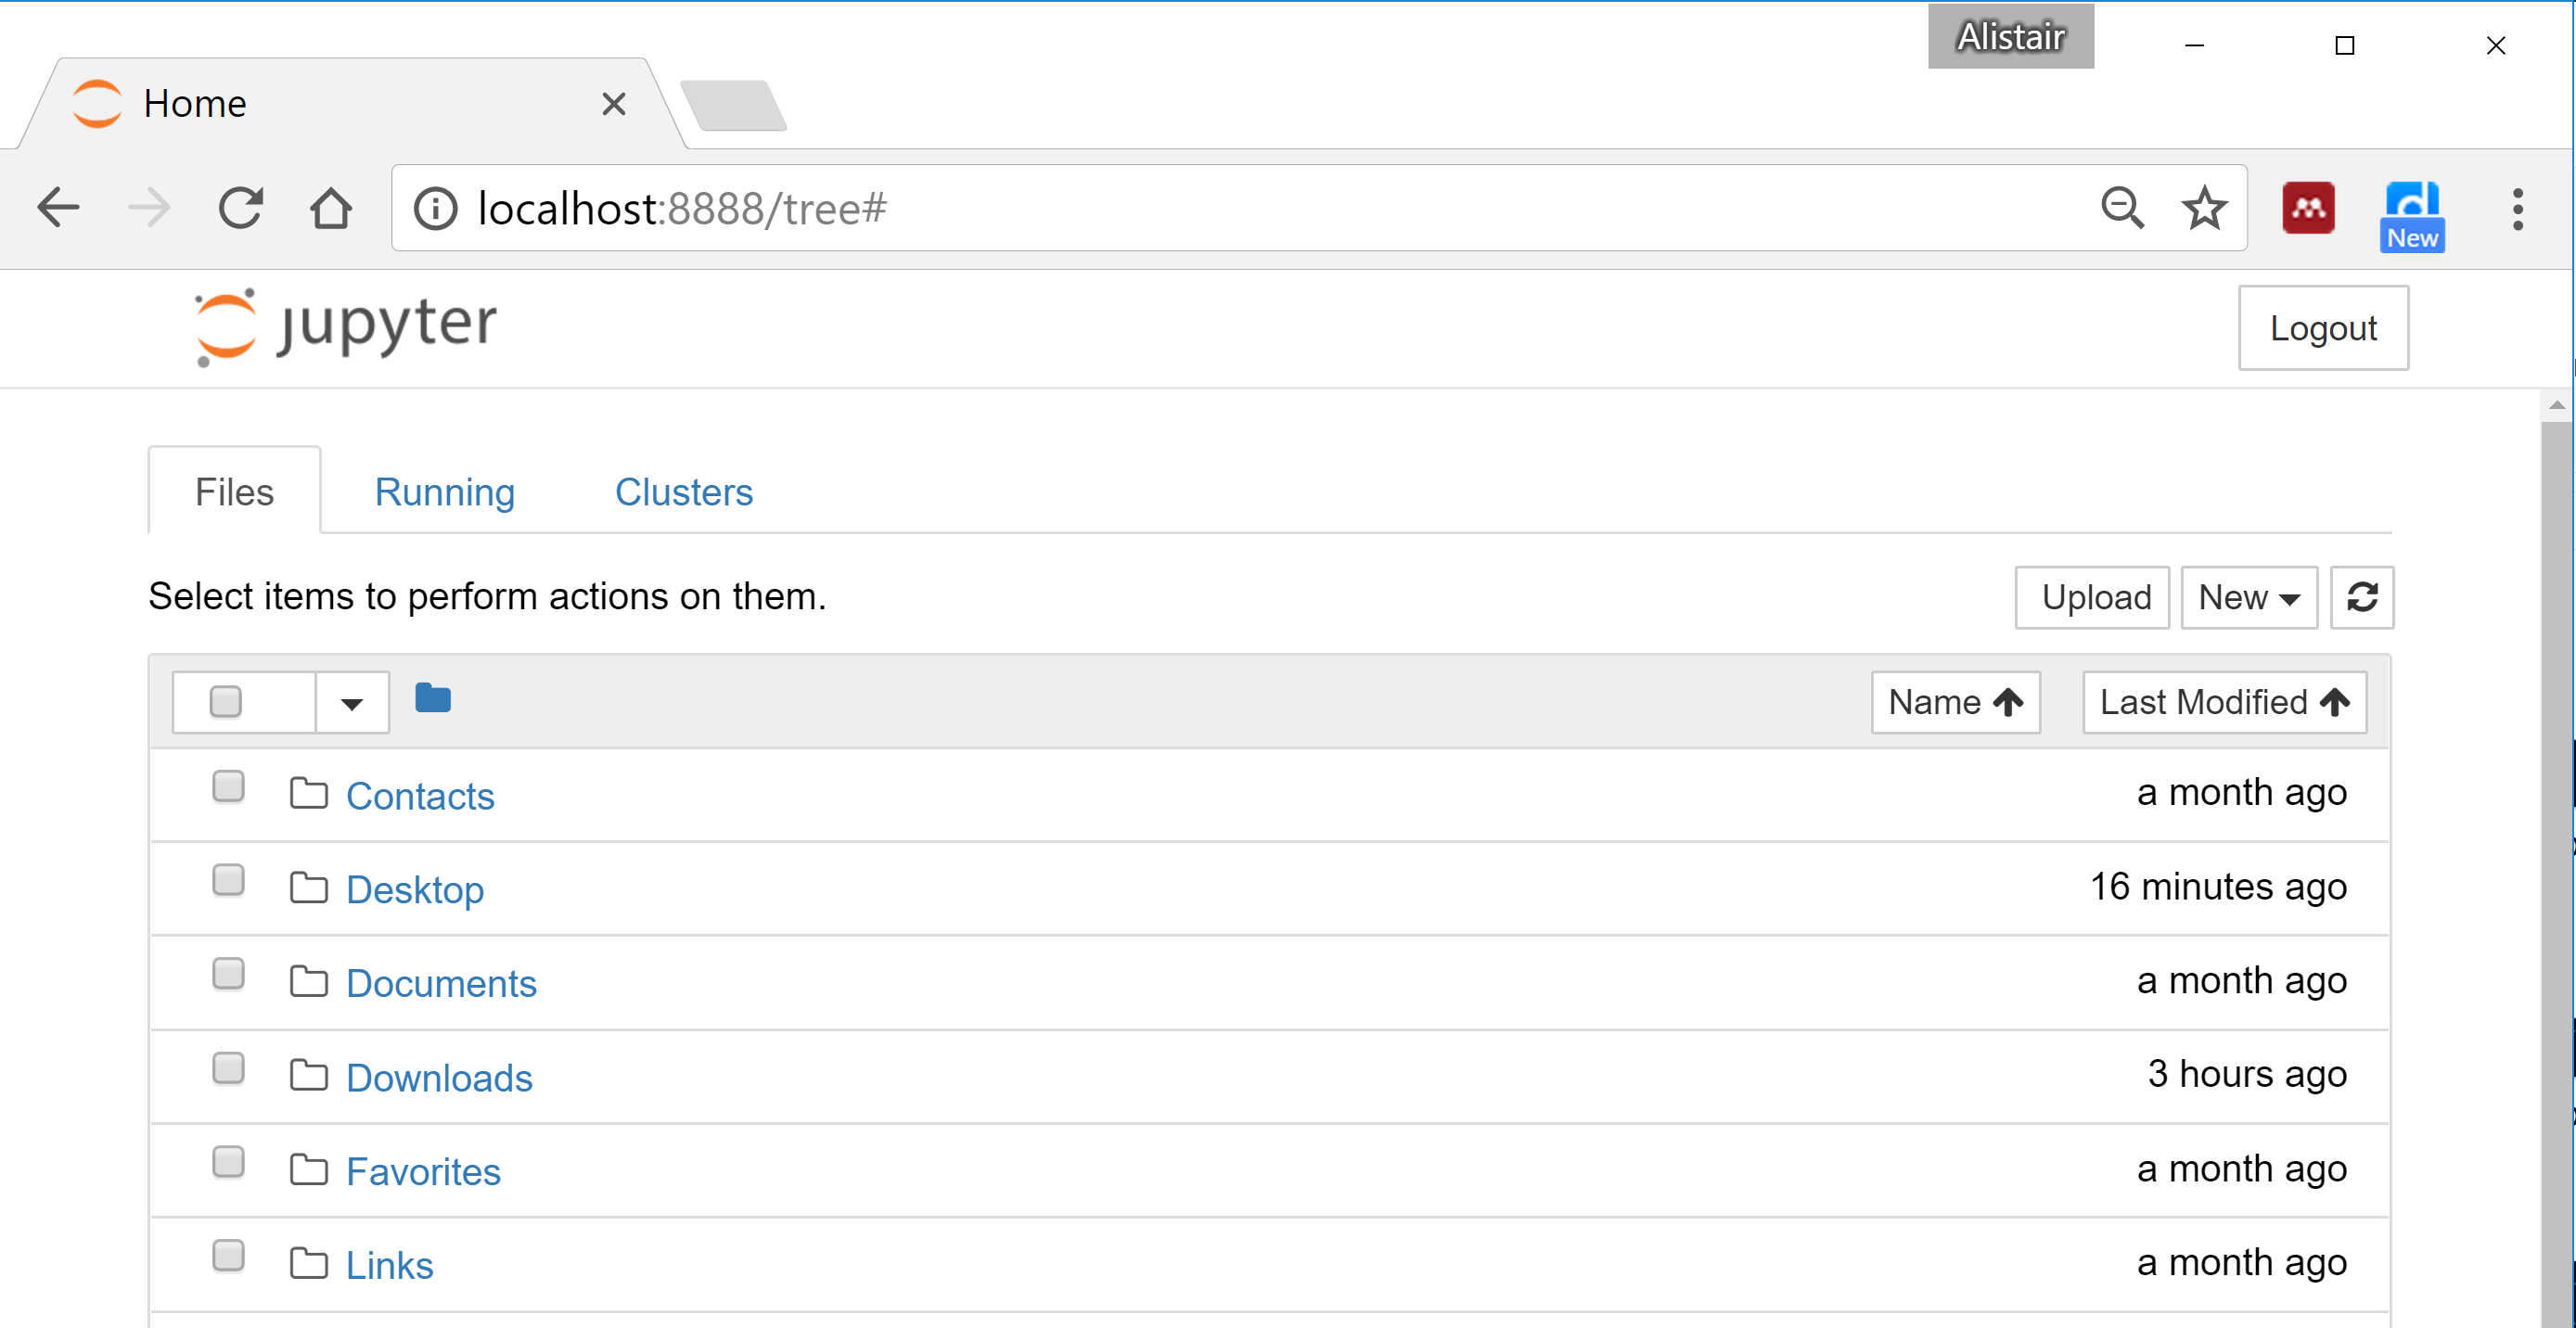 Alistair
Home
localhost:8888/tree#
New
jupyter
Logout
Files Running Clusters
Select items to perform actions on them.
Upload New
Name Last Modified
Contacts a month ago
Desktop 16 minutes ago
Documents a month ago
Downloads 3 hours ago
Favorites a month ago
Links a month ago